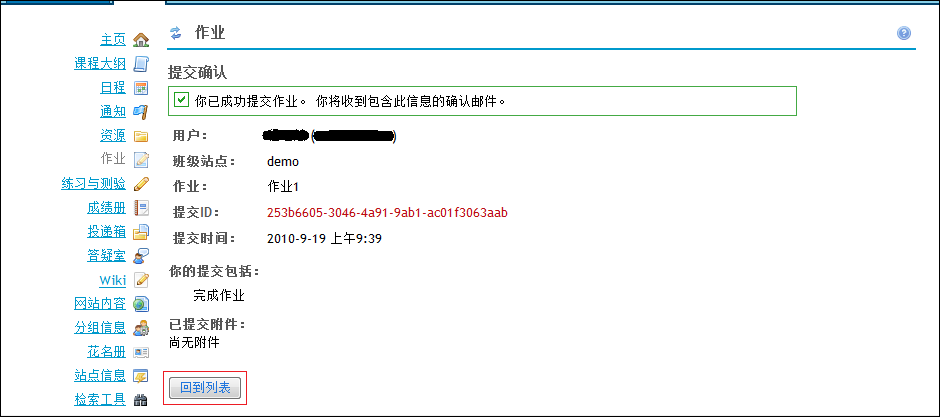 作业
主页
课程大纲
日程
通知
资源
作业
练习与测验
成绩册
投递箱
答疑室
Wiki
网站内容
分组信息
花名册
站点信息
检索工具
提交确认
你已成功提交作业。 你将收到包含此信息的确认邮件。
用户： ( )
班级站点： demo
作业： 作业1
提交ID: 253b6605-3046-4a91-9ab1-ac01f3063aab
提交时间： 2010-9-19 上午9:39
你的提交包括：
完成作业
已提交附件：
尚无附件
回到列表